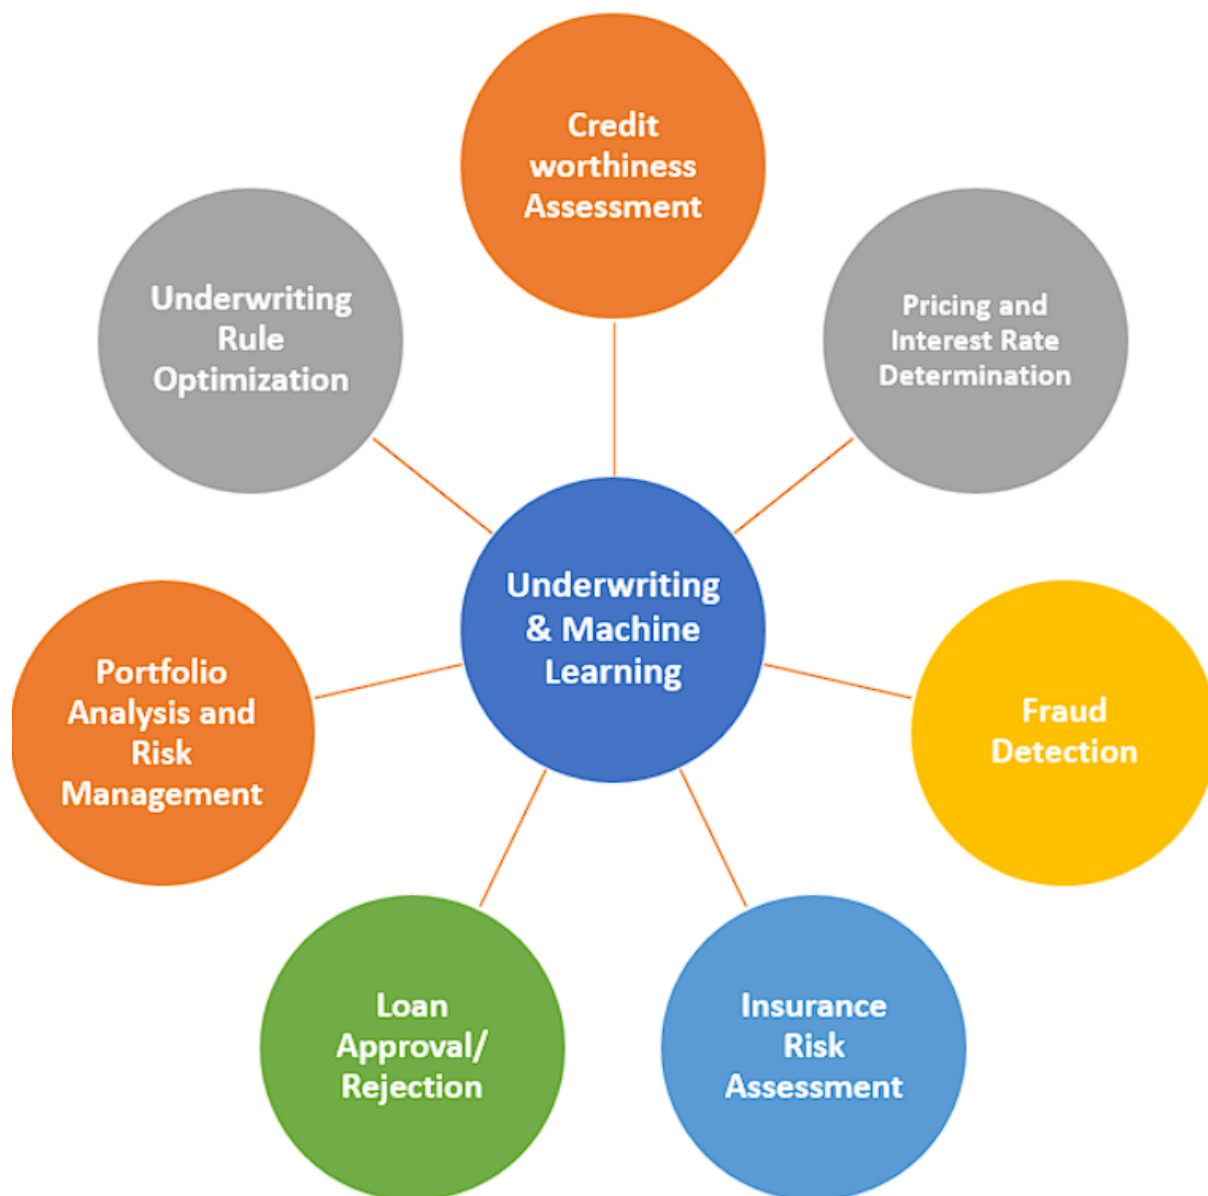 Credit
worthiness
Assessment
Pricing and
Interest Rate
Determination
Fraud
Detection
Insurance
Risk
Assessment
Loan
Approval/
Rejection
Portfolio
Analysis and
Risk
Management
Underwriting
Rule
Optimization
Underwriting
& Machine
Learning